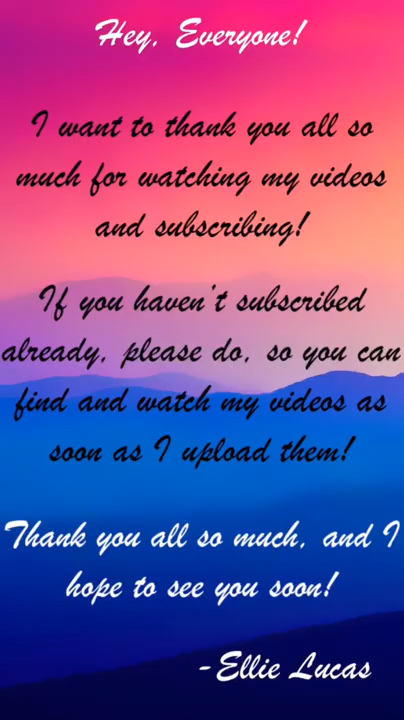 Hey, Everyone!
I want to thank you all so
much for watching my videos
and subscribing!
If you haven't subscribed
already, please do, so you can
find and watch my videos as
soon as I upload them!
Thank you all so much, and I
hope to see you soon!
-Ellie Lucas